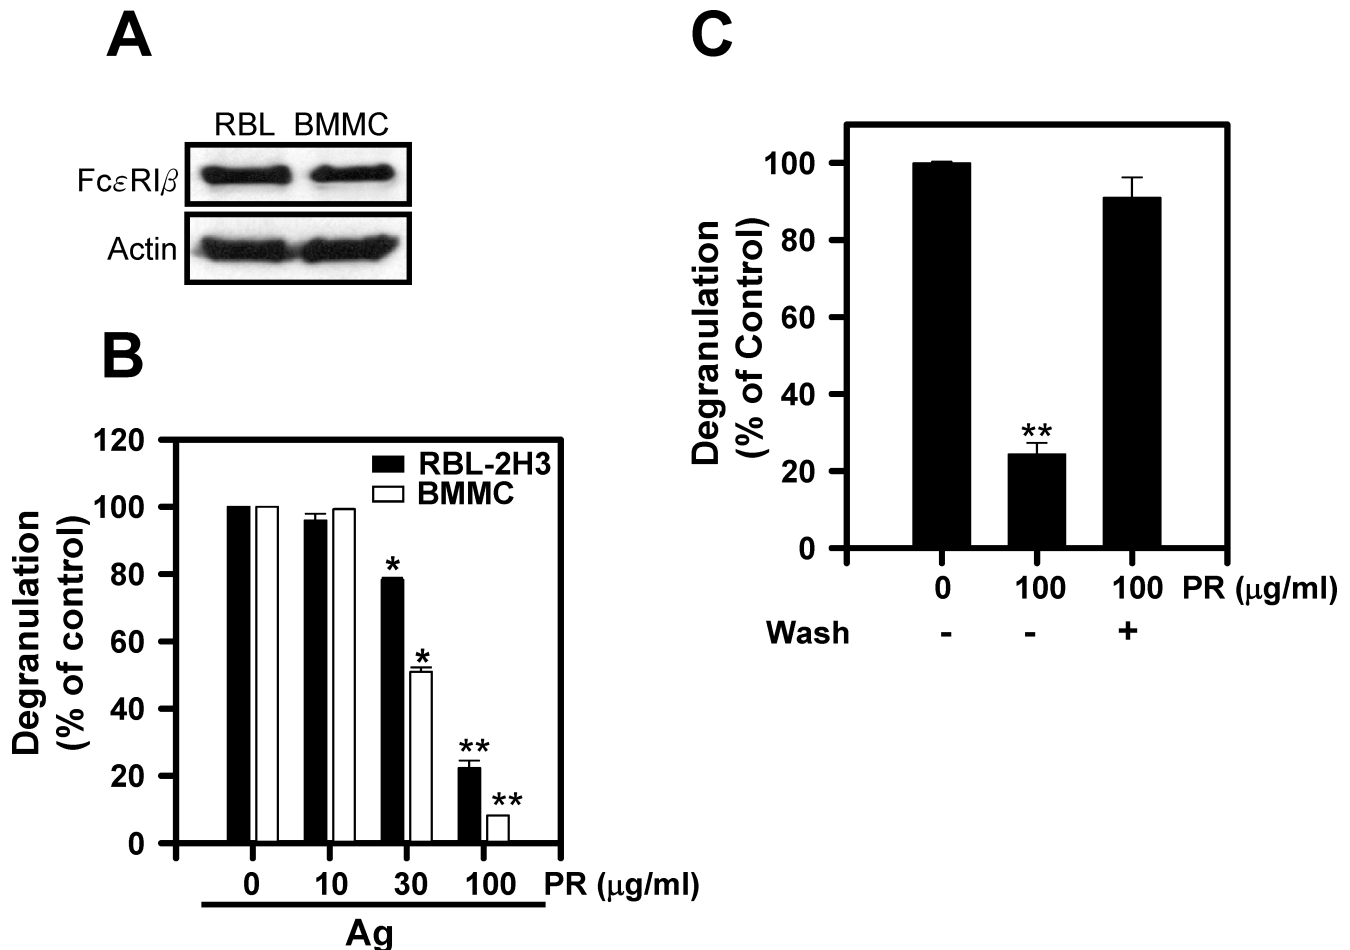 A
RBL BMMC
FcεRIβ
Actin
B
Degranulation
(% of control)
120
100
80
60
40
20
0
RBL-2H3
BMMC
*
*
**
**
0 10 30 100 PR (μg/ml)
Ag
C
Degranulation
(% of Control)
100
80
60
40
20
0
**
0 100 100 PR (μg/ml)
Wash - - +